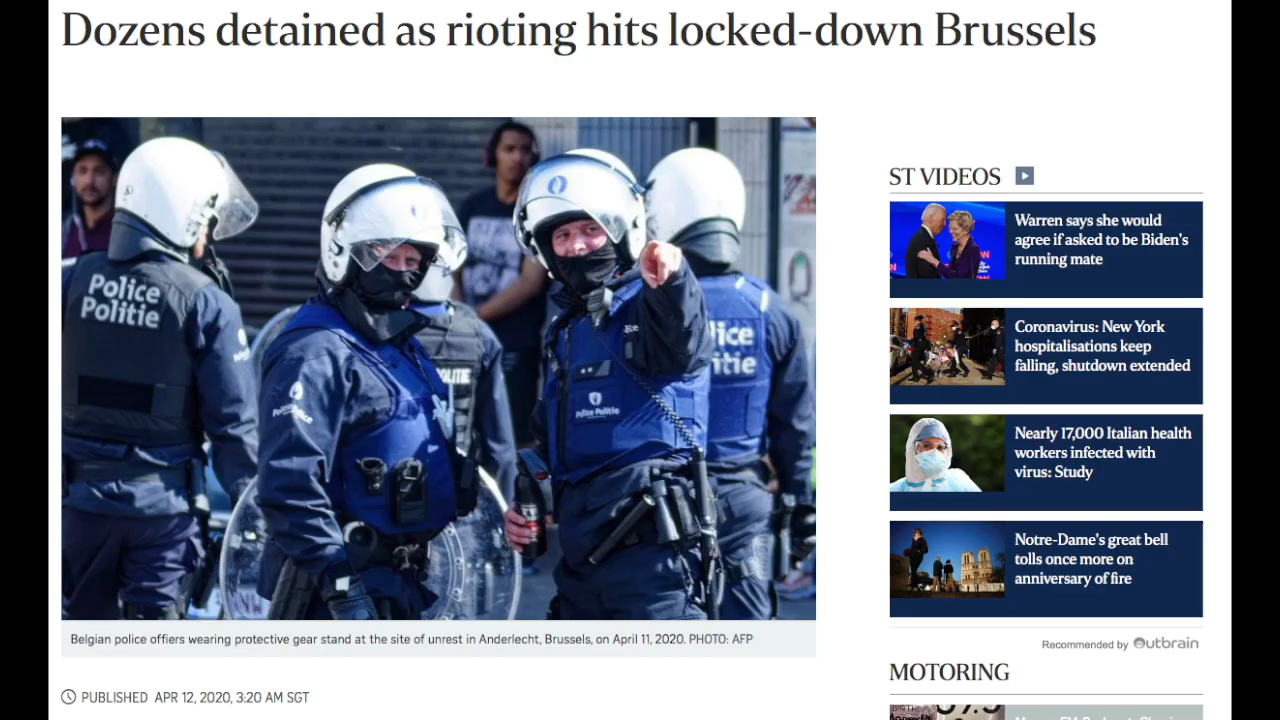 Dozens detained as rioting hits locked-down Brussels
Police
Politie
Police Politie
lice
itie
Belgian police offiers wearing protective gear stand at the site of unrest in Anderlecht, Brussels, on April 11, 2020. PHOTO: AFP
PUBLISHED APR 12, 2020, 3:20 AM SGT
ST VIDEOS
Warren says she would
agree if asked to be Biden's
running mate
Coronavirus: New York
hospitalisations keep
falling, shutdown extended
Nearly 17,000 Italian health
workers infected with
virus: Study
Notre-Dame's great bell
tolls once more on
anniversary of fire
Recommended by Outbrain
MOTORING